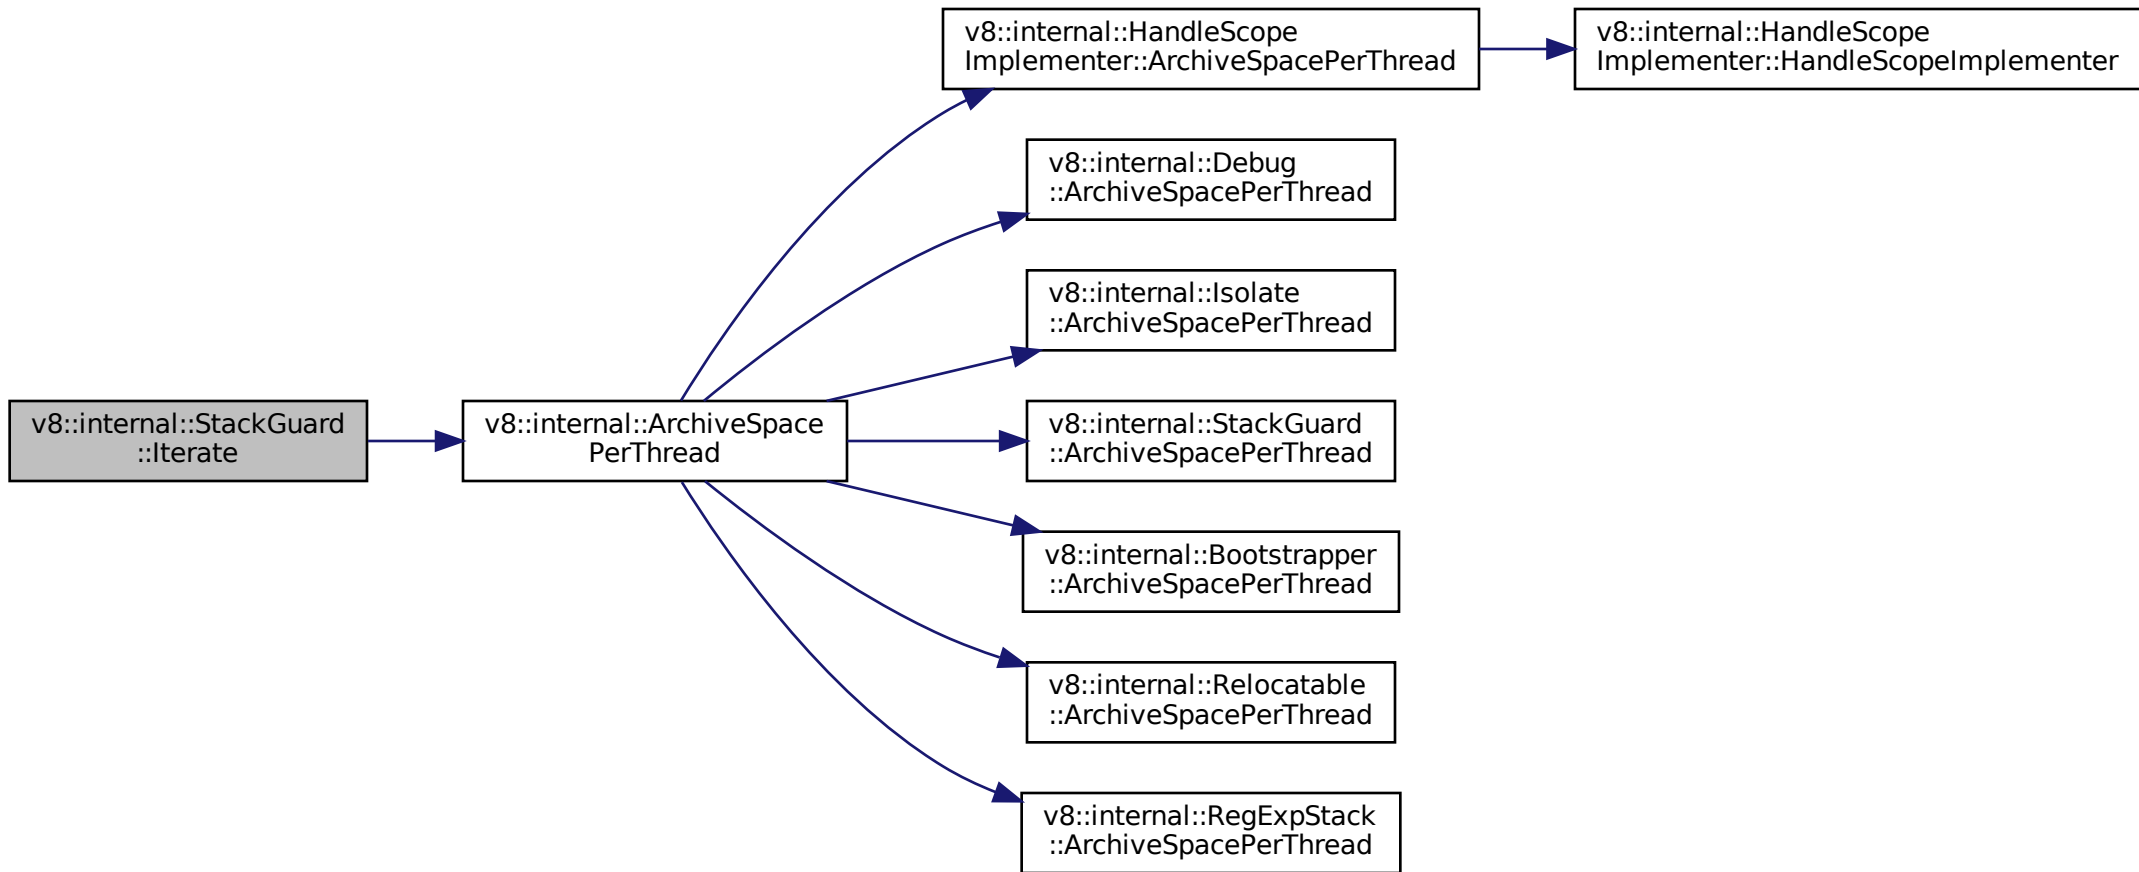 v8::internal::StackGuard
::Iterate
v8::internal::ArchiveSpace
PerThread
v8::internal::HandleScope
Implementer::ArchiveSpacePerThread
v8::internal::HandleScope
Implementer::HandleScopeImplementer
v8::internal::Debug
::ArchiveSpacePerThread
v8::internal::Isolate
::ArchiveSpacePerThread
v8::internal::StackGuard
::ArchiveSpacePerThread
v8::internal::Bootstrapper
::ArchiveSpacePerThread
v8::internal::Relocatable
::ArchiveSpacePerThread
v8::internal::RegExpStack
::ArchiveSpacePerThread